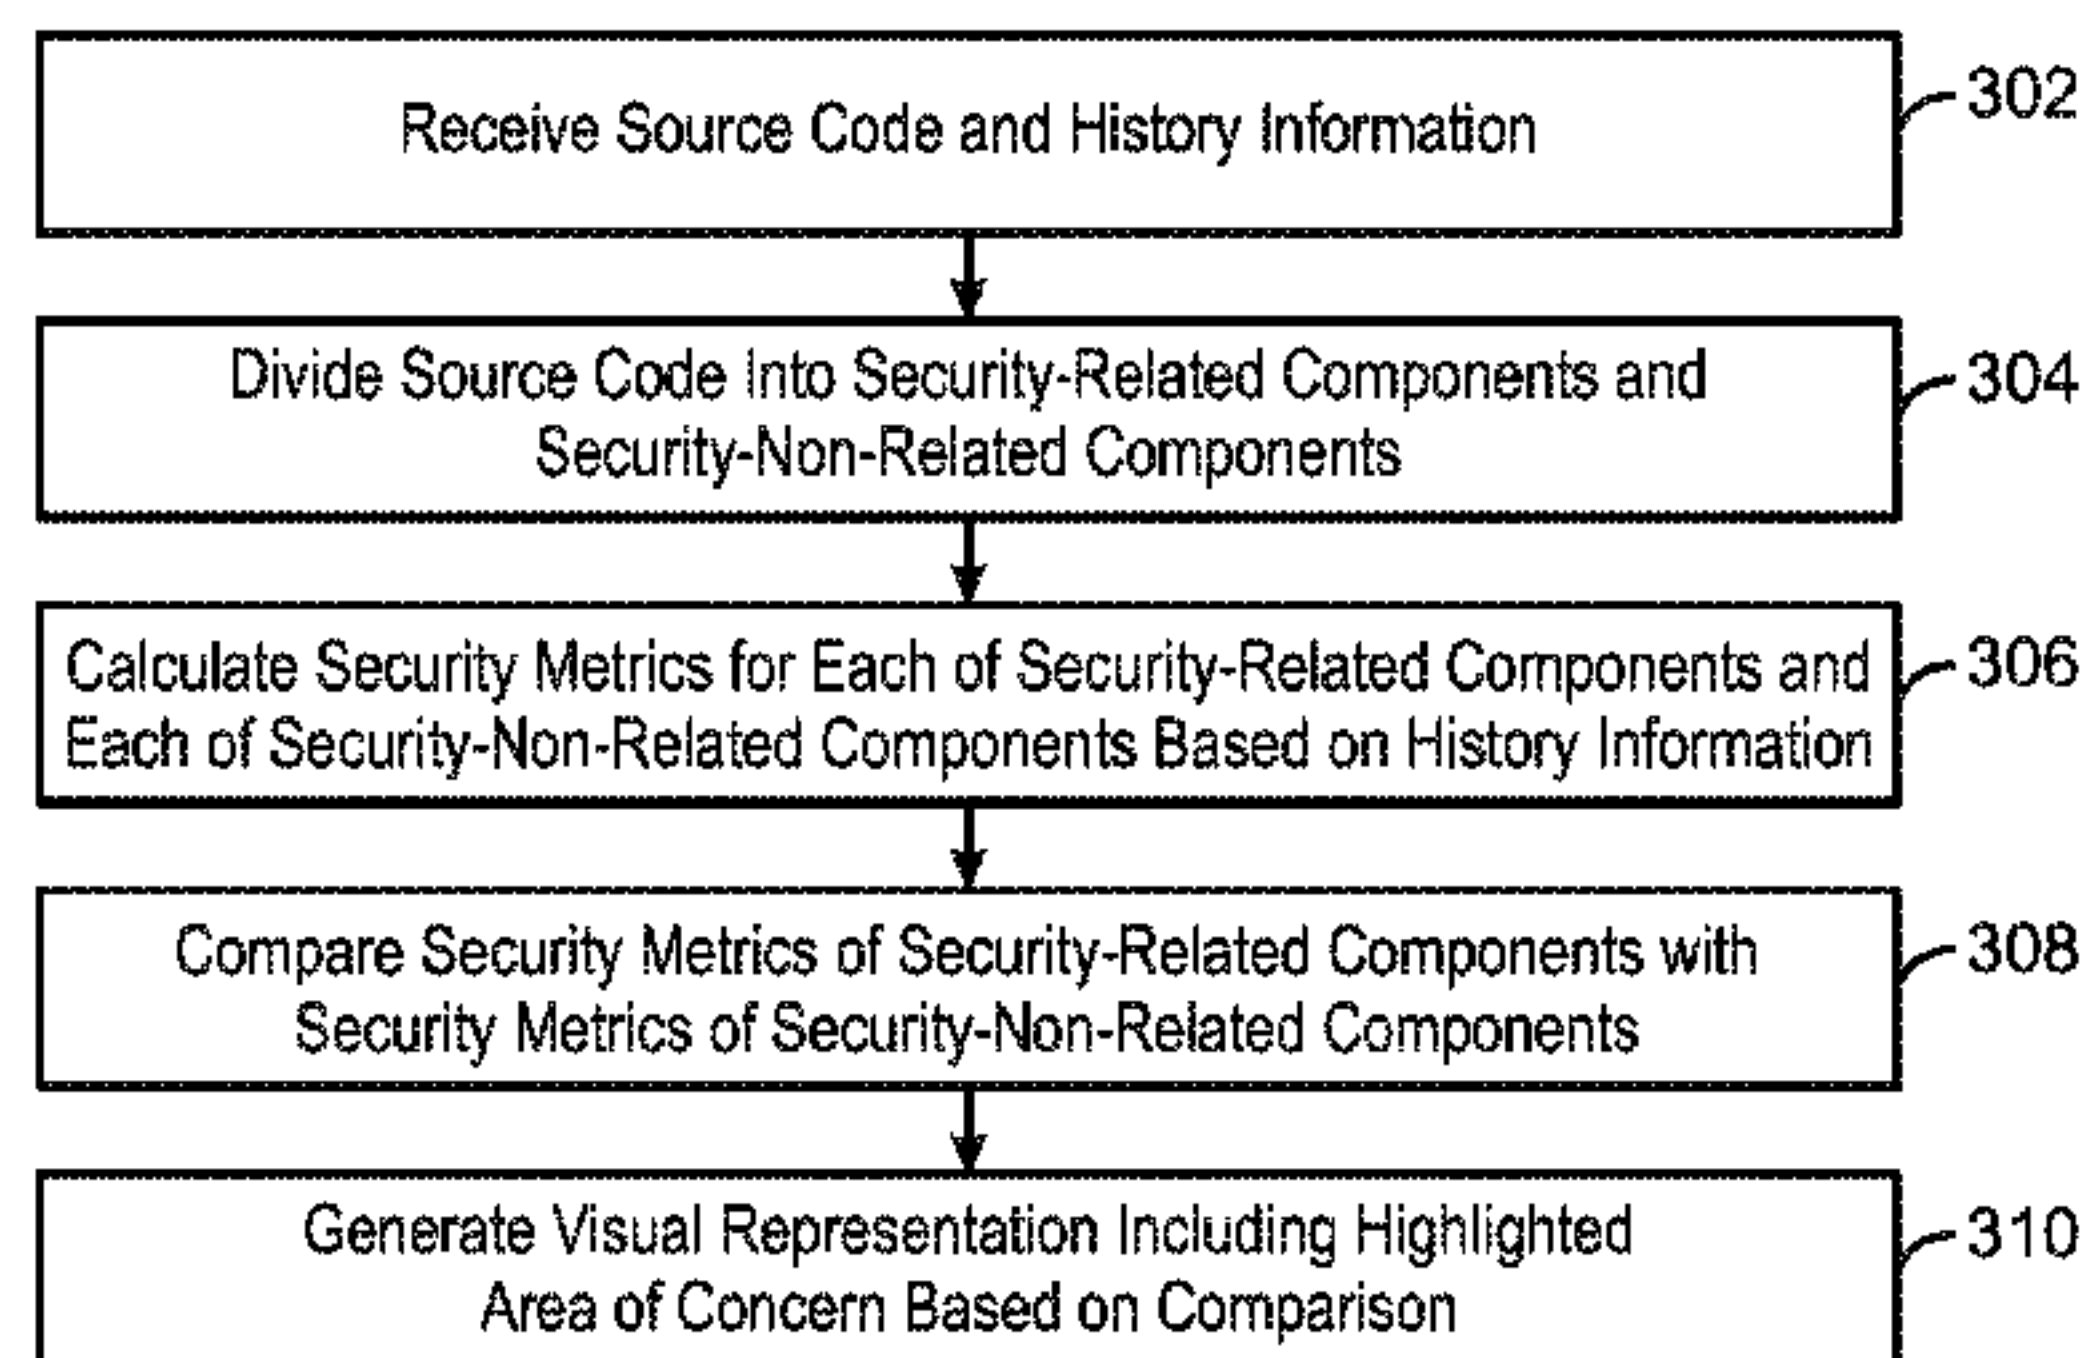 Receive Source Code and History Information
302
Divide Source Code Into Security-Related Components and
Security-Non-Related Components
304
Calculate Security Metrics for Each of Security-Related Components and
Each of Security-Non-Related Components Based on History Information
306
Compare Security Metrics of Security-Related Components with
Security Metrics of Security-Non-Related Components
308
Generate Visual Representation Including Highlighted
Area of Concern Based on Comparison
310